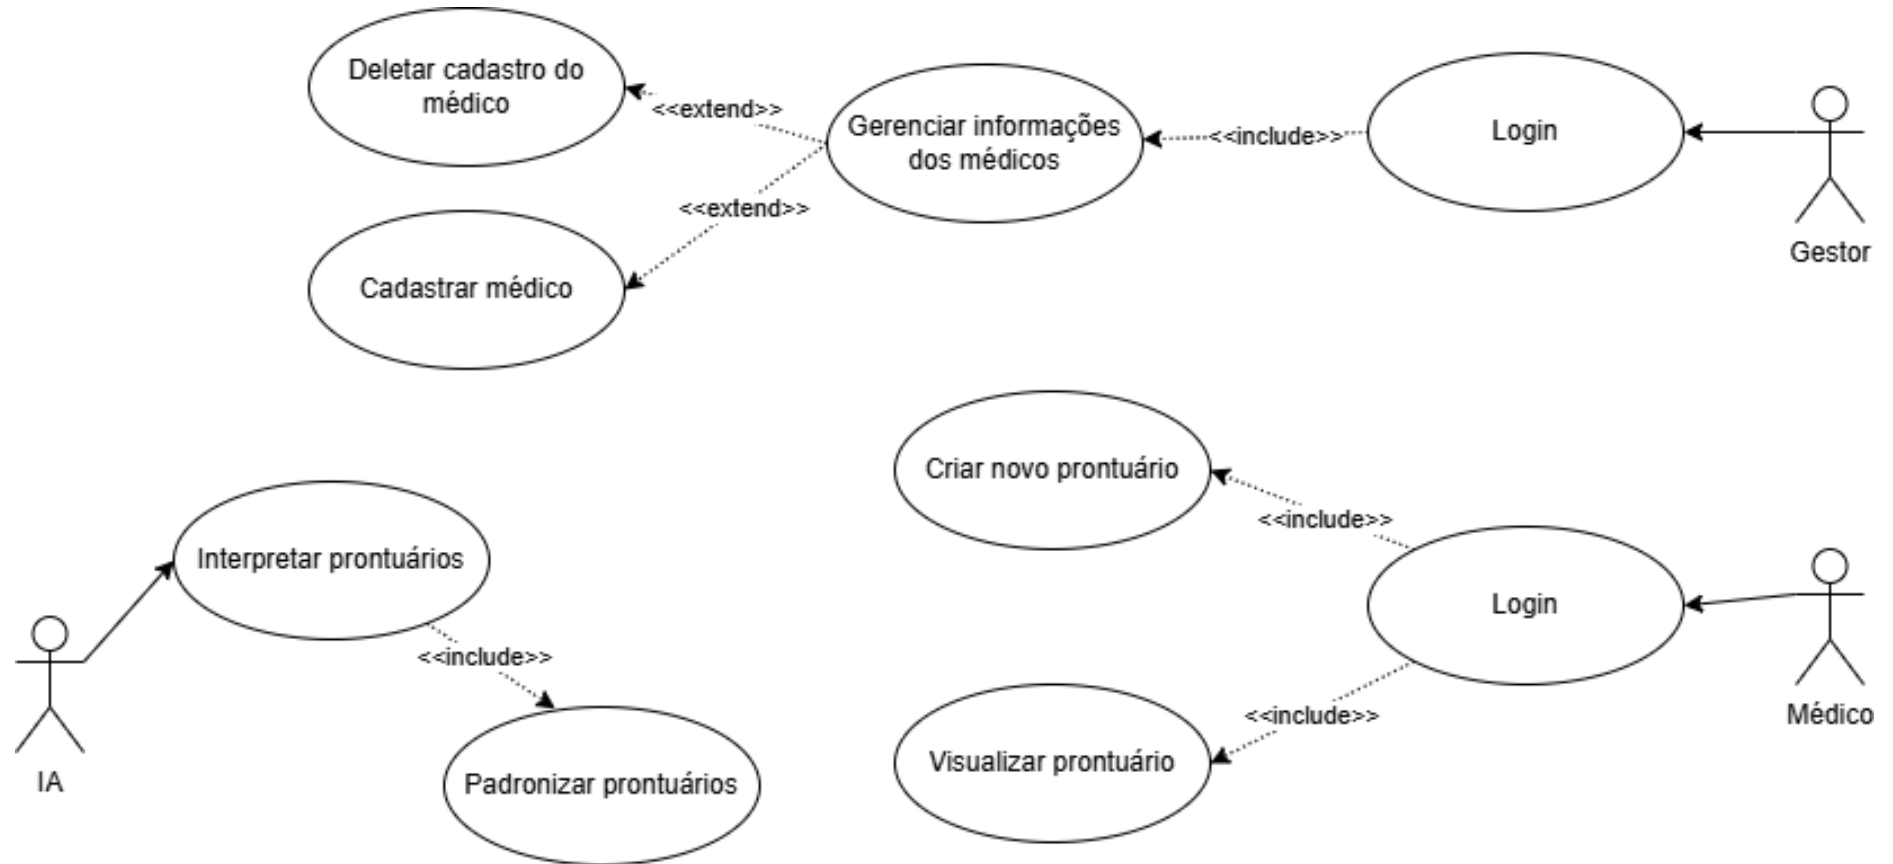 Deletar cadastro do
médico
<<extend>>
Gerenciar informações
dos médicos
<<include>>
Login
Gestor
<<extend>>
Cadastrar médico
Criar novo prontuário
<<include>>
Login
Médico
<<include>>
Visualizar prontuário
Interpretar prontuários
<<include>>
Padronizar prontuários
IA